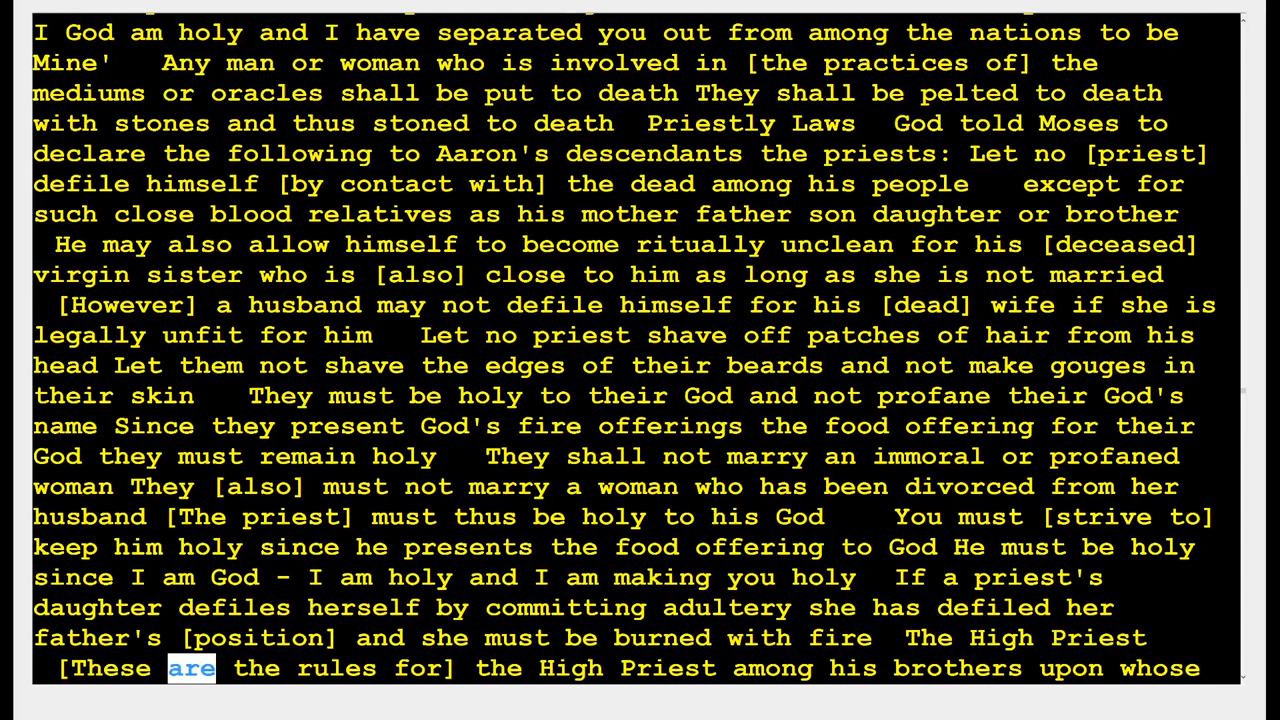 I God am holy and I have separated you out from among the nations to be
Mine'   Any man or woman who is involved in [the practices of] the
mediums or oracles shall be put to death They shall be pelted to death
with stones and thus stoned to death  Priestly Laws   God told Moses to
declare the following to Aaron's descendants the priests: Let no [priest]
defile himself [by contact with] the dead among his people    except for
such close blood relatives as his mother father son daughter or brother
He may also allow himself to become ritually unclean for his [deceased]
virgin sister who is [also] close to him as long as she is not married
[However] a husband may not defile himself for his [dead] wife if she is
legally unfit for him   Let no priest shave off patches of hair from his
head Let them not shave the edges of their beards and not make gouges in
their skin   They must be holy to their God and not profane their God's
name Since they present God's fire offerings the food offering for their
God they must remain holy   They shall not marry an immoral or profaned
woman They [also] must not marry a woman who has been divorced from her
husband [The priest] must thus be holy to his God    You must [strive to]
keep him holy since he presents the food offering to God He must be holy
since I am God - I am holy and I am making you holy   If a priest's
daughter defiles herself by committing adultery she has defiled her
father's [position] and she must be burned with fire  The High Priest
[These are the rules for] the High Priest among his brothers upon whose